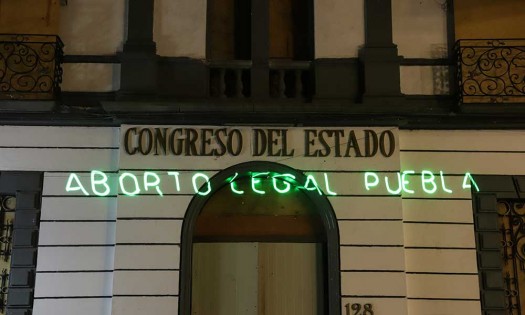 CONGRESO DEL ESTADO
ABORTO LEGAL PUEBLA
128